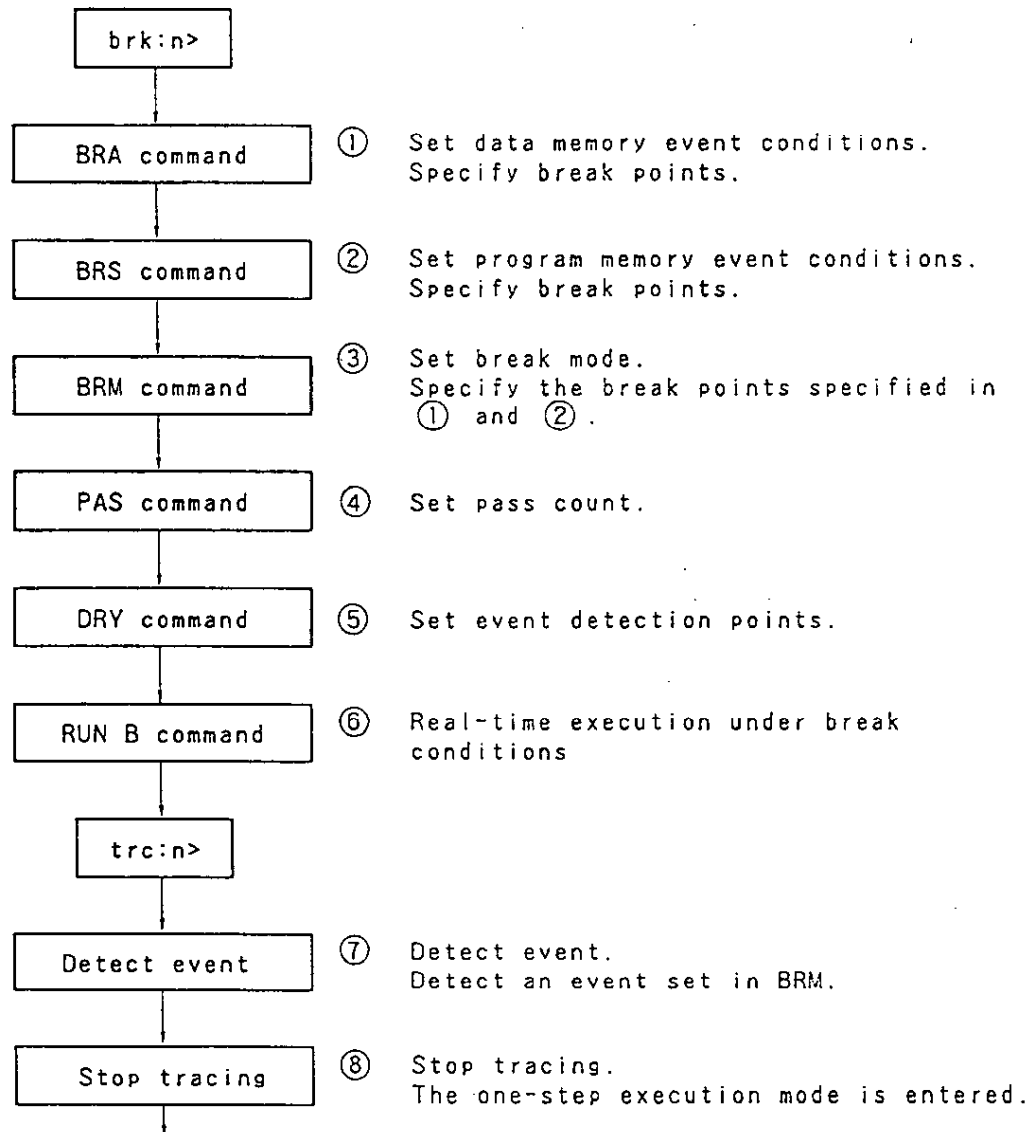 brk:n>
BRA command
① Set data memory event conditions.
Specify break points.
BRS command
② Set program memory event conditions.
Specify break points.
BRM command
③ Set break mode.
Specify the break points specified in
① and ② .
PAS command
④ Set pass count.
DRY command
⑤ Set event detection points.
RUN B command
⑥ Real-time execution under break
conditions
trc:n>
Detect event
⑦ Detect event.
Detect an event set in BRM.
Stop tracing
⑧ Stop tracing.
The one-step execution mode is entered.